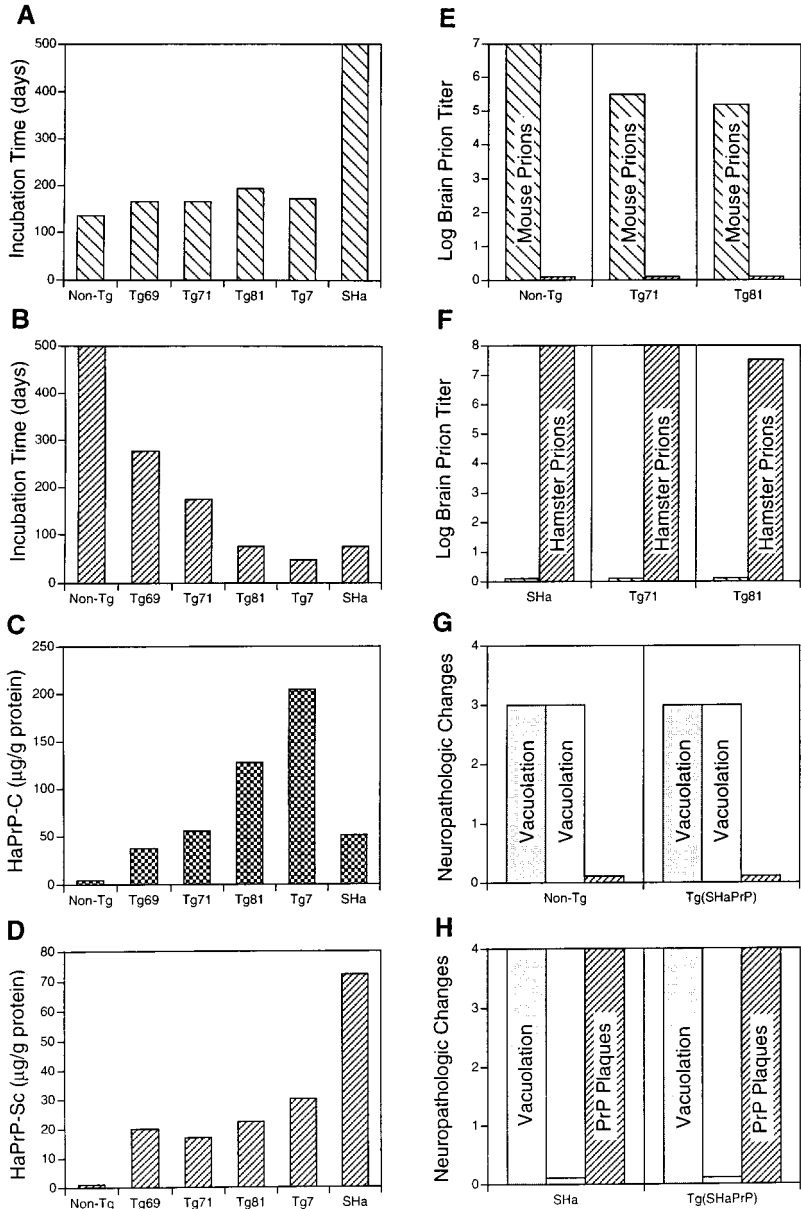 A
Incubation Time (days)
500
400
300
200
100
0
Non-Tg Tg69 Tg71 Tg81 Tg7 SHa
B
Incubation Time (days)
500
400
300
200
100
0
Non-Tg Tg69 Tg71 Tg81 Tg7 SHa
C
HaPrP-C (µg/g protein)
250
200
150
100
50
0
Non-Tg Tg69 Tg71 Tg81 Tg7 SHa
D
HaPrP-Sc (µg/g protein)
80
70
60
50
40
30
20
10
0
Non-Tg Tg69 Tg71 Tg81 Tg7 SHa
E
Log Brain Prion Titer
7
6
5
4
3
2
1
0
Mouse Prions
Mouse Prions
Mouse Prions
Non-Tg Tg71 Tg81
F
Log Brain Prion Titer
8
7
6
5
4
3
2
1
0
Hamster Prions
Hamster Prions
Hamster Prions
SHa Tg71 Tg81
G
Neuropathologic Changes
4
3
2
1
0
Vacuolation
Vacuolation
Vacuolation
Vacuolation
Non-Tg Tg(SHaPrP)
H
Neuropathologic Changes
4
3
2
1
0
Vacuolation
PrP Plaques
Vacuolation
PrP Plaques
SHa Tg(SHaPrP)